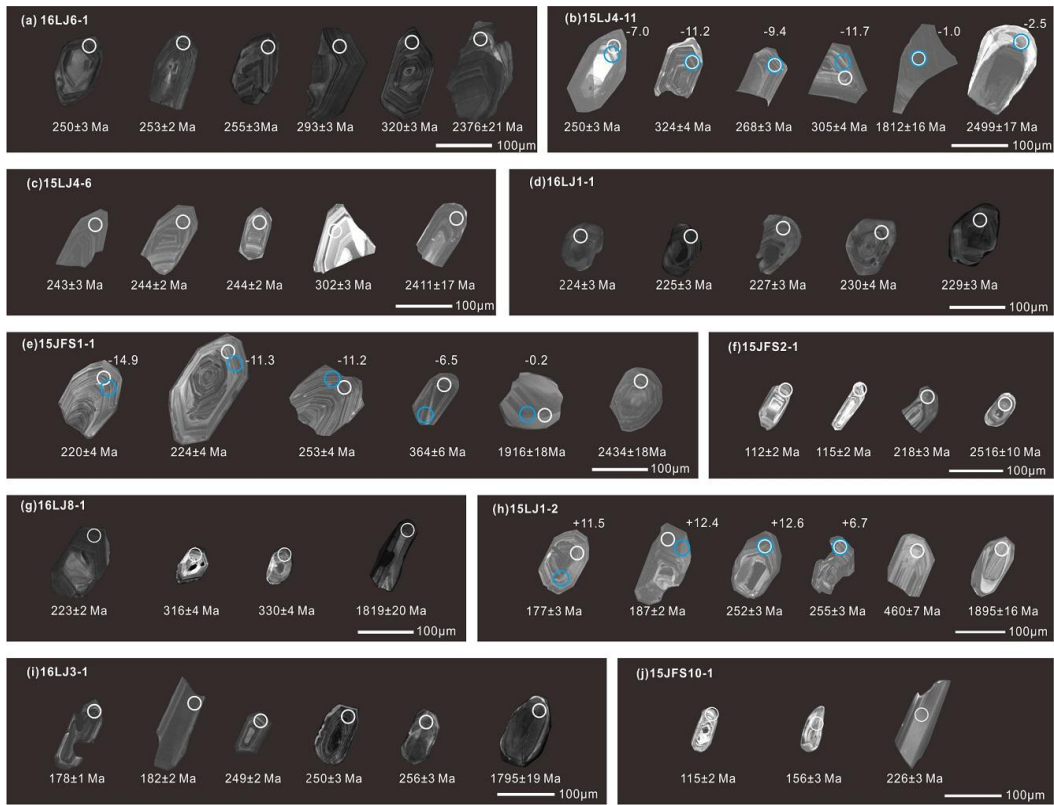 (a) 16LJ6-1
250±3 Ma 253±2 Ma 255±3Ma 293±3 Ma 320±3 Ma 2376±21 Ma
100μm
(b) 15LJ4-11
-7.0 -11.2 -9.4 -11.7 -1.0 -2.5
250±3 Ma 324±4 Ma 268±3 Ma 305±4 Ma 1812±16 Ma 2499±17 Ma
100μm
(c)15LJ4-6
243±3 Ma 244±2 Ma 244±2 Ma 302±3 Ma 2411±17 Ma
100μm
(d)16LJ1-1
224±3 Ma 225±3 Ma 227±3 Ma 230±4 Ma 229±3 Ma
100μm
(e)15JFS1-1
-14.9 -11.3 -11.2 -6.5 -0.2
220±4 Ma 224±4 Ma 253±4 Ma 364±6 Ma 1916±18Ma 2434±18Ma
100μm
(f)15JFS2-1
112±2 Ma 115±2 Ma 218±3 Ma 2516±10 Ma
100μm
(g)16LJ8-1
223±2 Ma 316±4 Ma 330±4 Ma 1819±20 Ma
100μm
(h)15LJ1-2
+11.5 +12.4 +12.6 +6.7
177±3 Ma 187±2 Ma 252±3 Ma 255±3 Ma 460±7 Ma 1895±16 Ma
100μm
(i)16LJ3-1
178±1 Ma 182±2 Ma 249±2 Ma 250±3 Ma 256±3 Ma 1795±19 Ma
100μm
(j)15JFS10-1
115±2 Ma 156±3 Ma 226±3 Ma
100μm